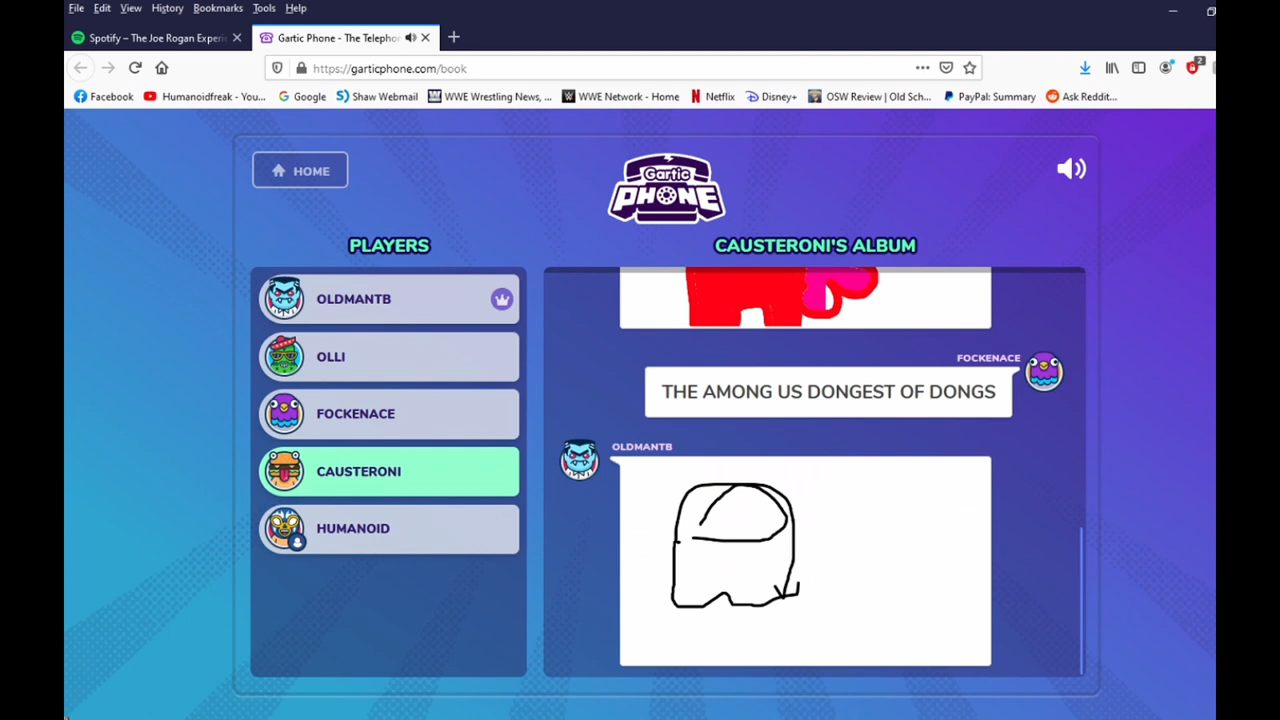 File Edit View History Bookmarks Tools Help
Spotify – The Joe Rogan Experi
Gartic Phone - The Telephon
https://garticphone.com/book
2
Facebook
Humanoidfreak - You...
Google
Shaw Webmail
WWE Wrestling News, ...
WWE Network - Home
Netflix
Disney+
OSW Review | Old Sch...
PayPal: Summary
Ask Reddit...
HOME
Gartic
PHONE
PLAYERS
CAUSTERONI'S ALBUM
OLDMANTB
OLLI
FOCKENACE
CAUSTERONI
HUMANOID
FOCKENACE
THE AMONG US DONGEST OF DONGS
OLDMANTB